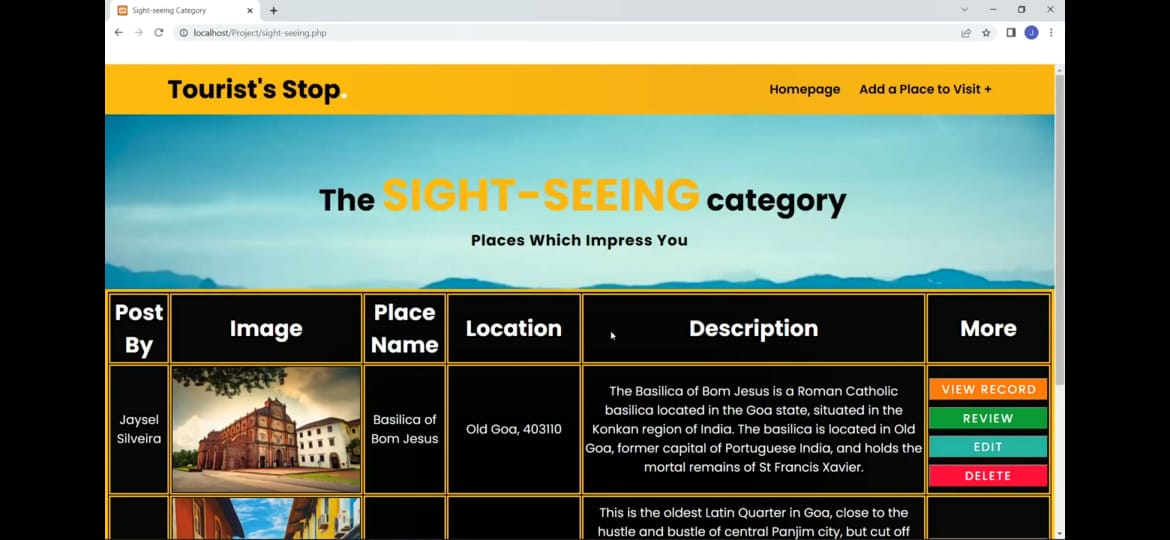 Sight-seeing Category
localhost/Project/sight-seeing.php
J
Tourist's Stop.
Homepage
Add a Place to Visit +
The SIGHT-SEEING category
Places Which Impress You
Post
By
Image
Place
Name
Location
Description
More
Jaysel
Silveira
Basilica of
Bom Jesus
Old Goa, 403110
The Basilica of Bom Jesus is a Roman Catholic
basilica located in the Goa state, situated in the
Konkan region of India. The basilica is located in Old
Goa, former capital of Portuguese India, and holds the
mortal remains of St Francis Xavier.
VIEW RECORD
REVIEW
EDIT
DELETE
This is the oldest Latin Quarter in Goa, close to the
hustle and bustle of central Panjim city, but cut off